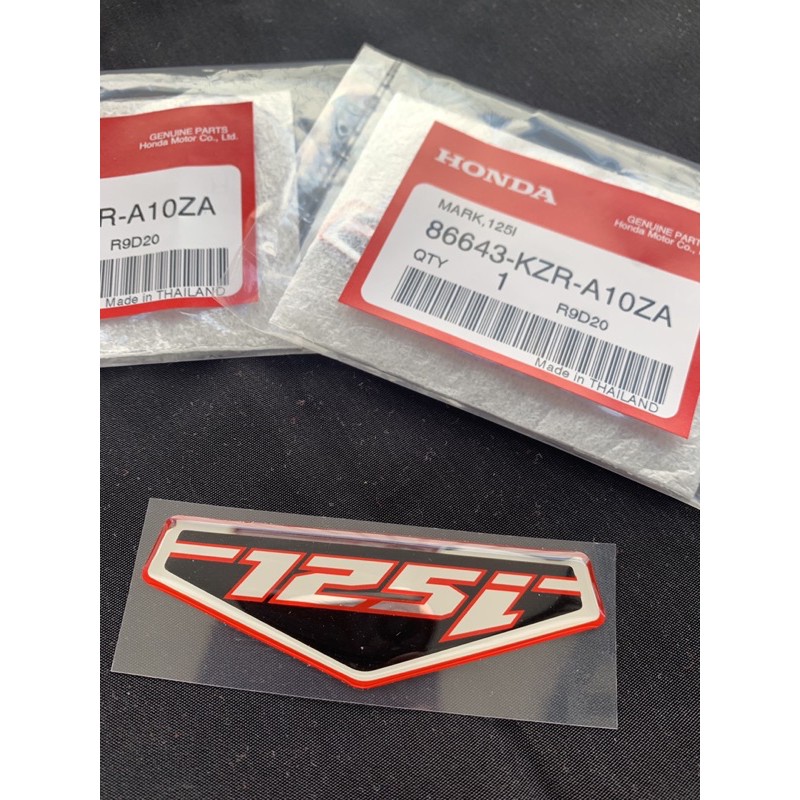 GENUINE PARTS
Honda Motor Co., Ltd.
R-A10ZA
R9D20
Made in THAILAND
HONDA
GENUINE PARTS
Honda Motor Co.,
MARK,125I
86643-KZR-A10ZA
QTY
1
R9D20
Made in THAILAND
125i